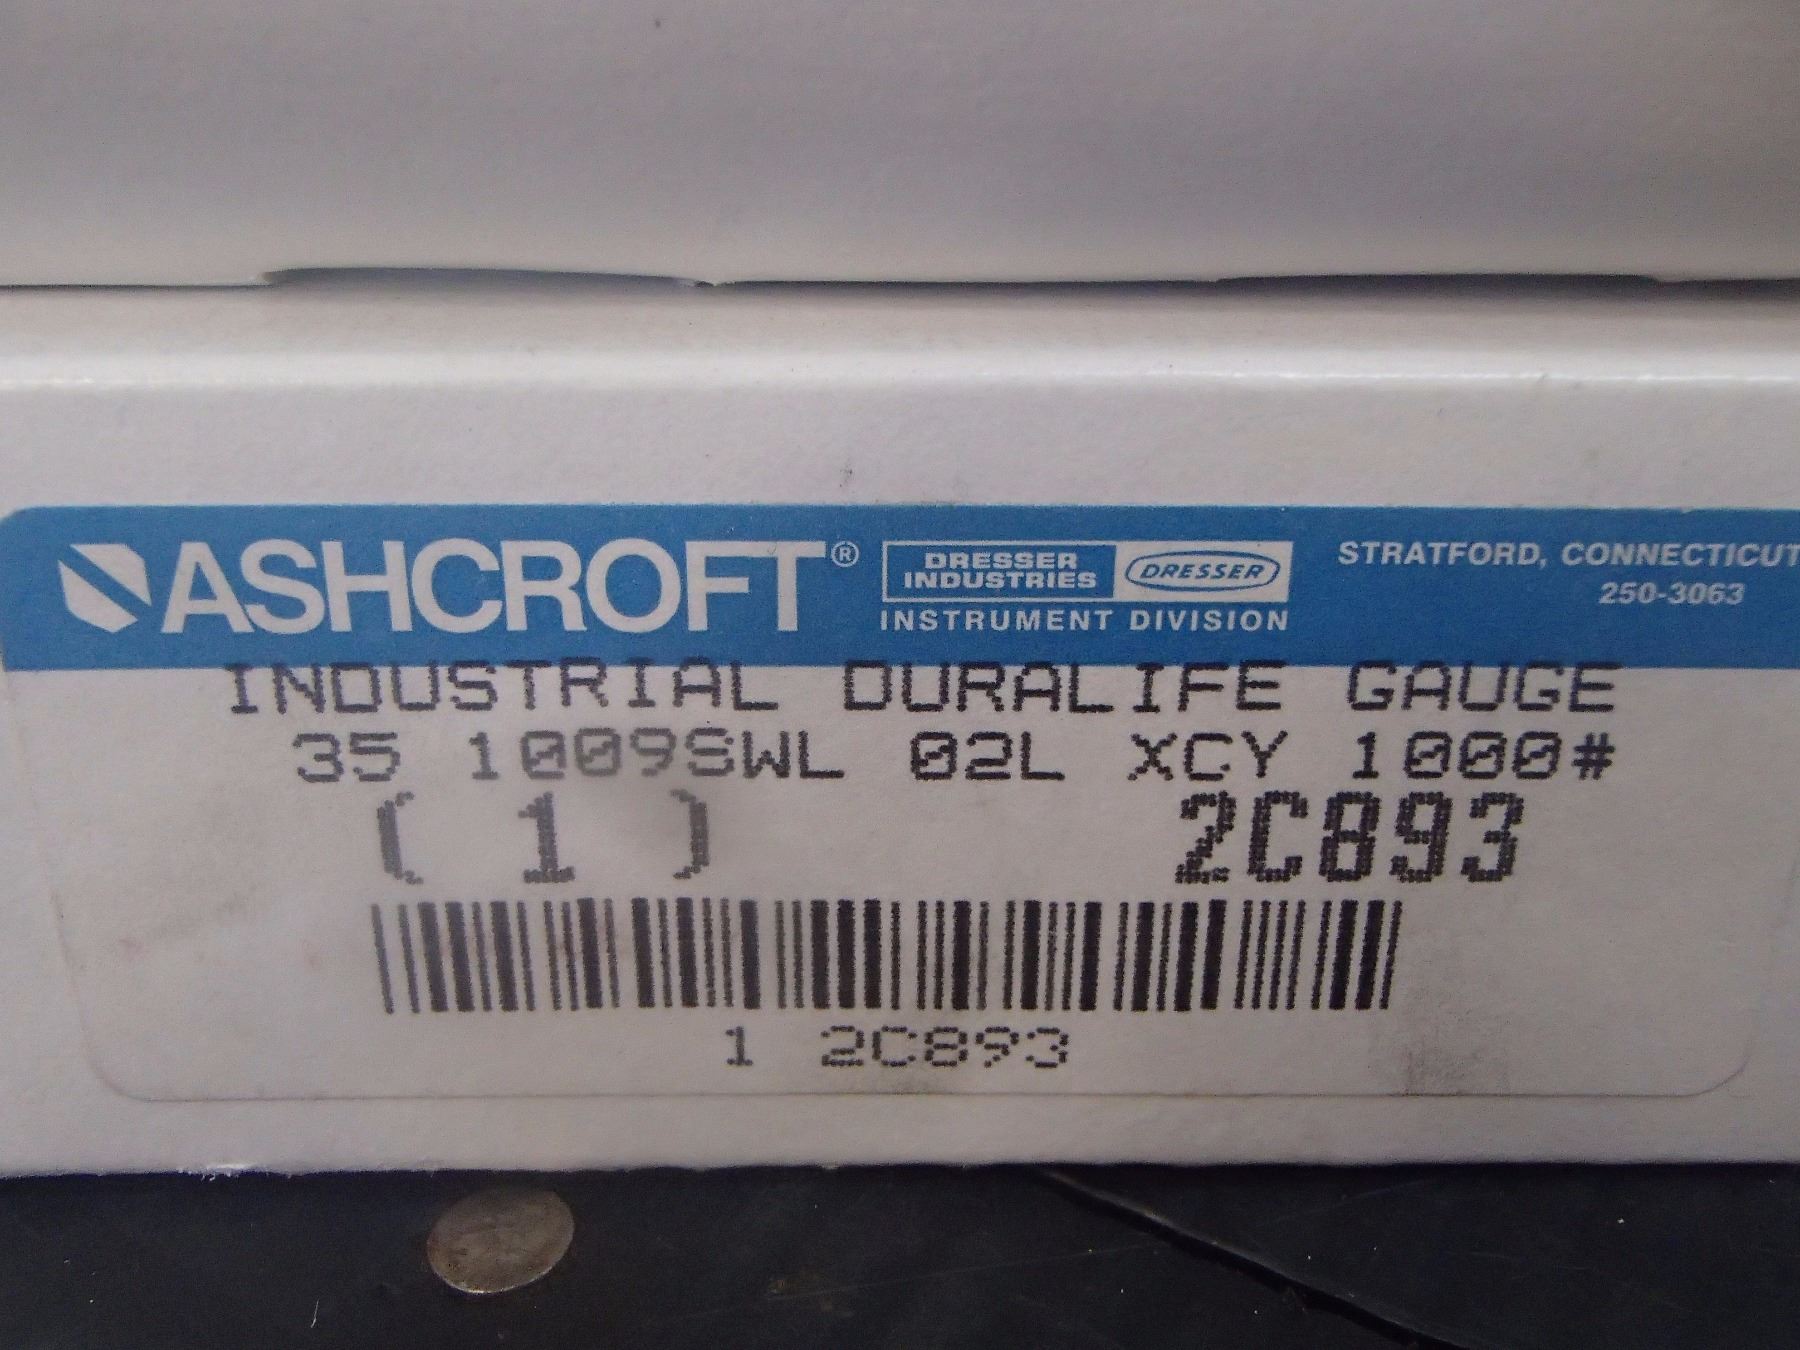 ASHCROFT® DRESSER INDUSTRIES DRESSER INSTRUMENT DIVISION
STRATFORD, CONNECTICUT
250-3063
INDUSTRIAL DURALIFE GAUGE
35 1009SWL 02L XCY 1000#
( 1 ) 2C893
1 2C893